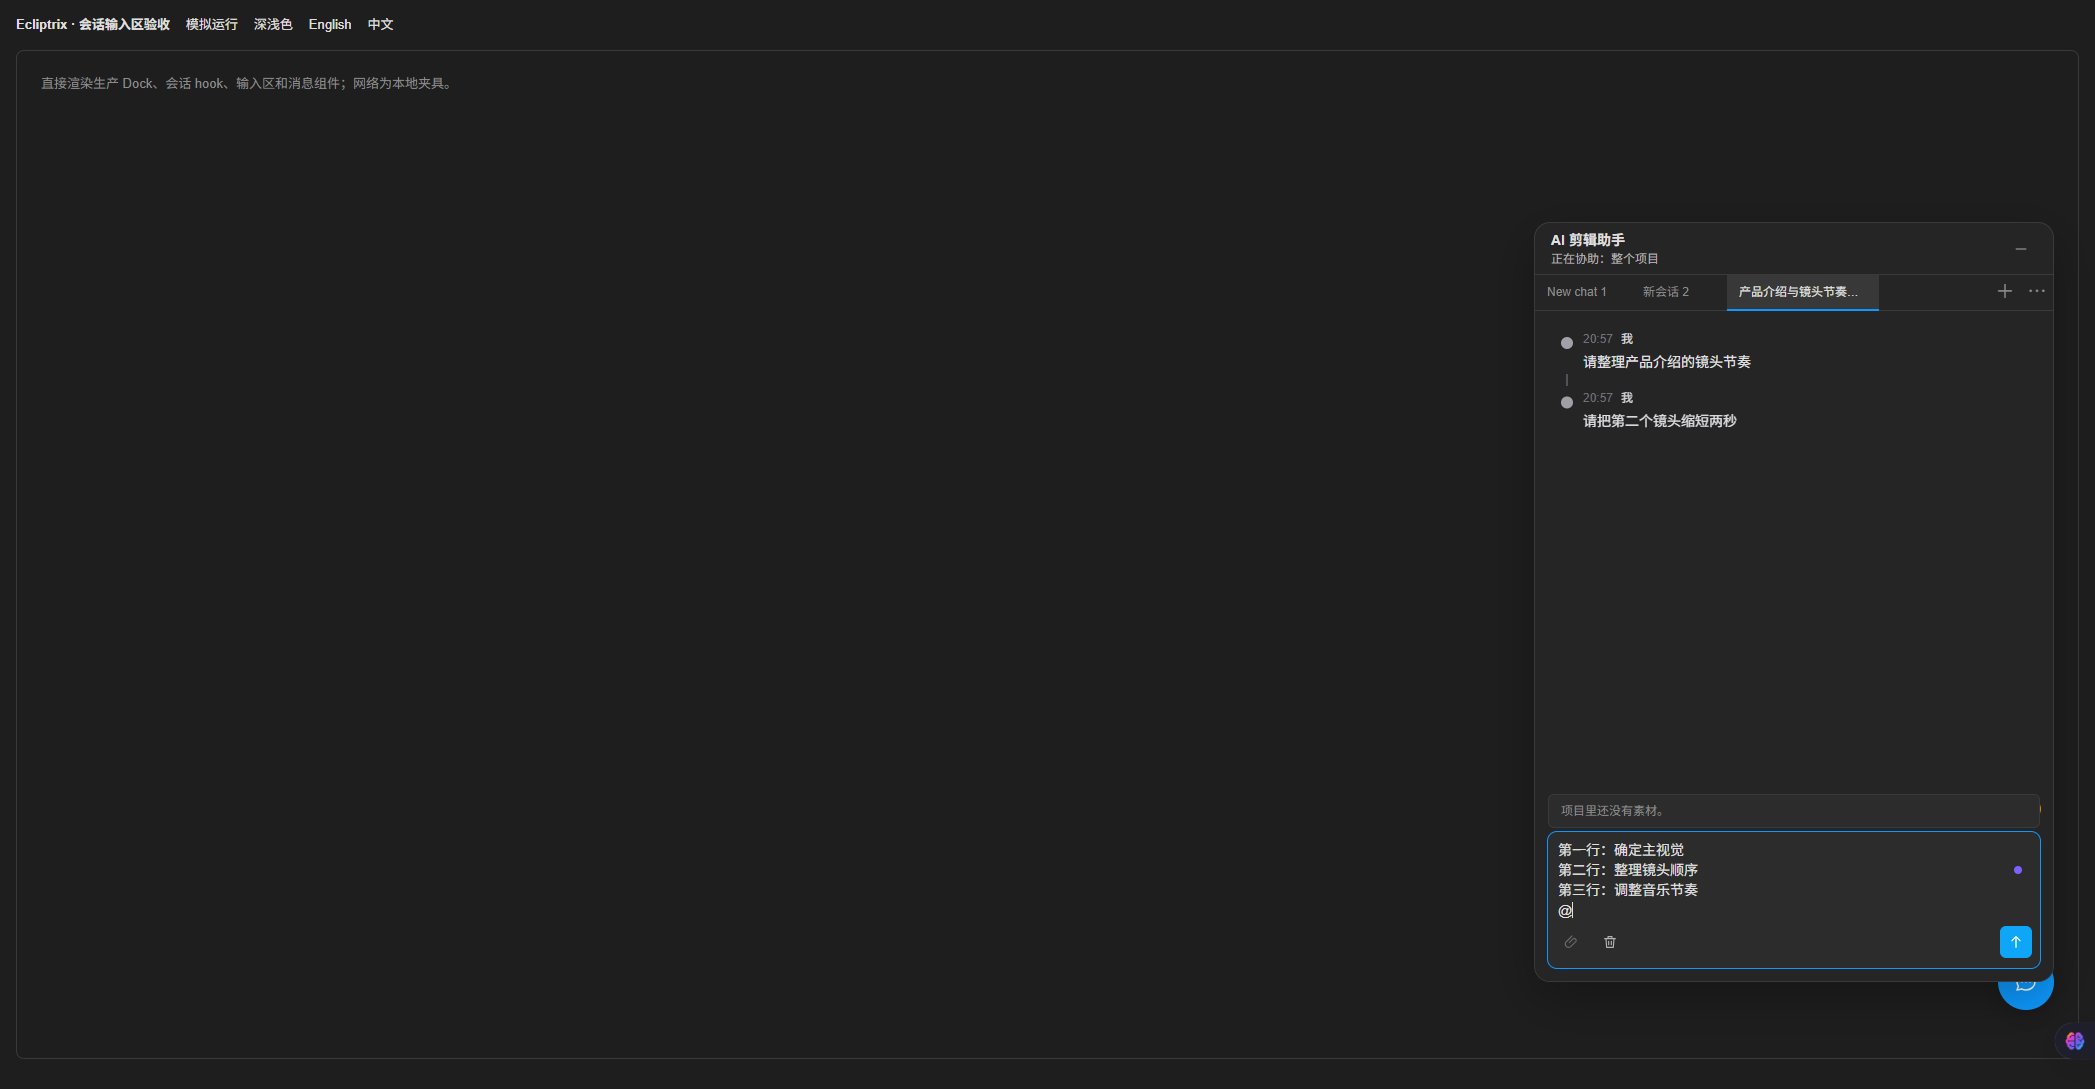 Ecliptrix · 会话输入区验收 模拟运行 深浅色 English 中文
直接渲染生产 Dock、会话 hook、输入区和消息组件；网络为本地夹具。
AI 剪辑助手
正在协助：整个项目
New chat 1 新会话 2 产品介绍与镜头节奏...
20:57 我
请整理产品介绍的镜头节奏
20:57 我
请把第二个镜头缩短两秒
项目里还没有素材。
第一行：确定主视觉
第二行：整理镜头顺序
第三行：调整音乐节奏
@